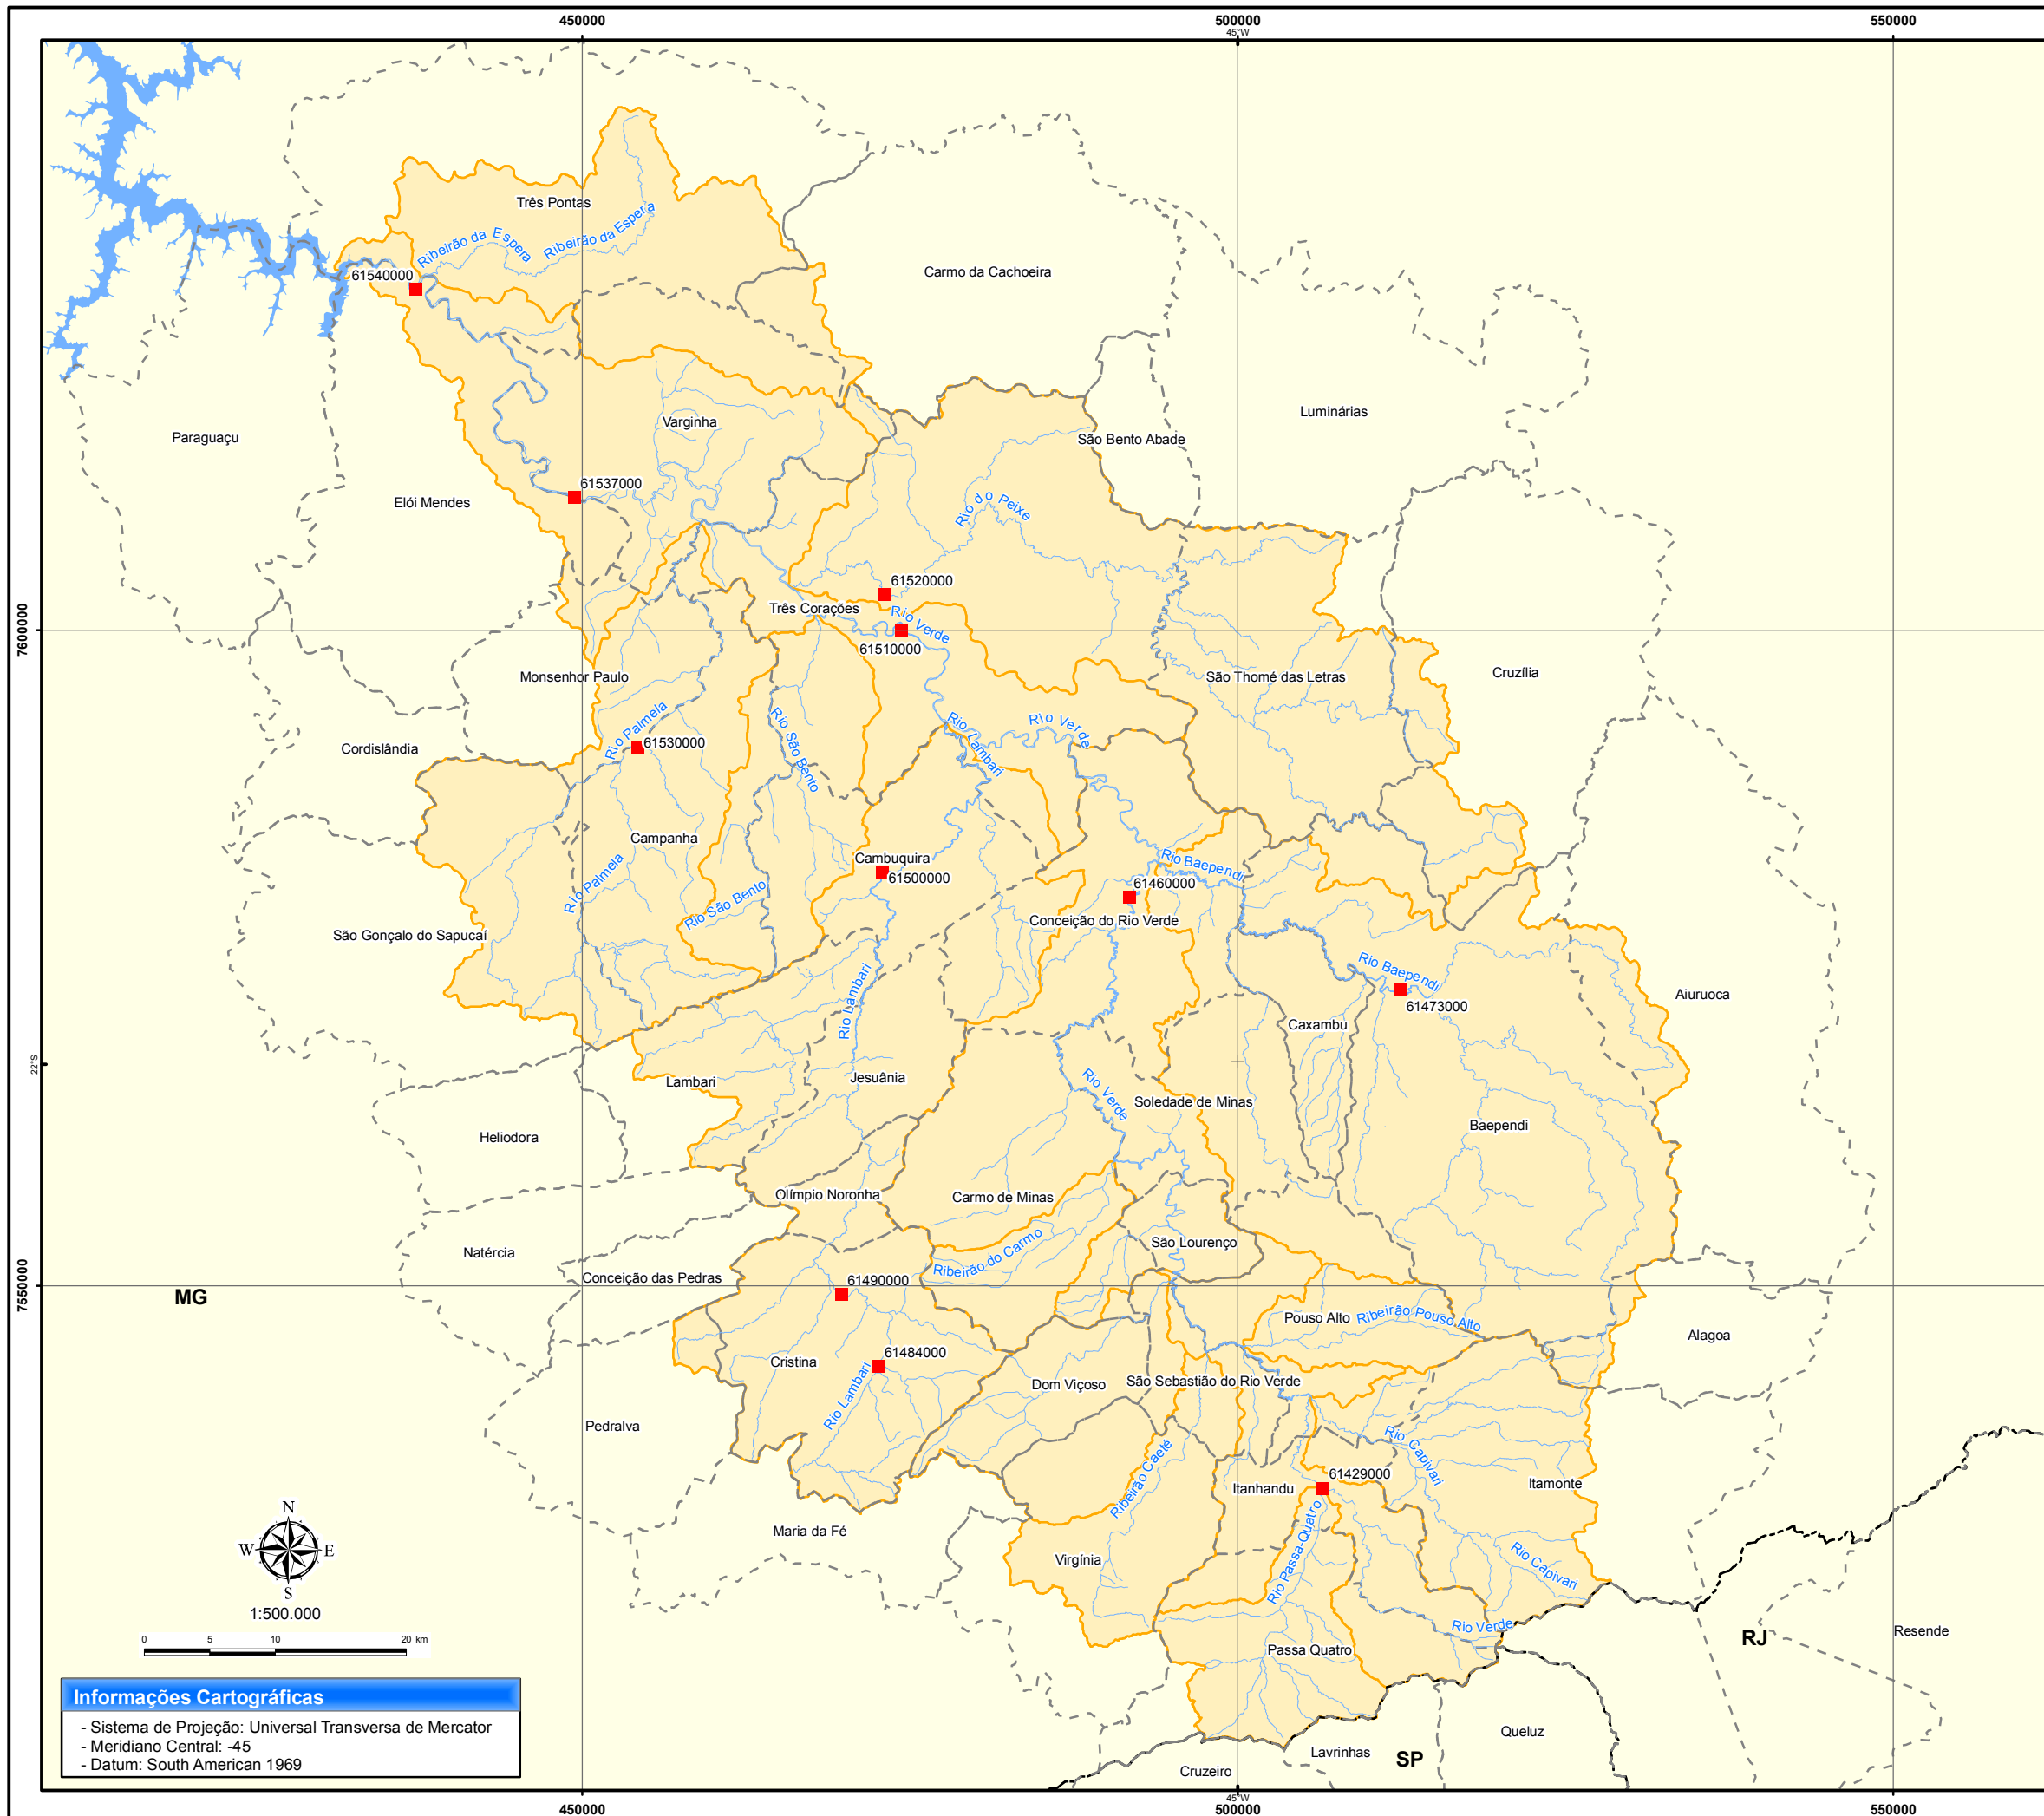 450000
500000
550000
45°W
Três Pontas
Ribeirão da Espera
Ribeirão da Espera
61540000
Carmo da Cachoeira
Paraguaçu
Varginha
Luminárias
São Bento Abade
Elói Mendes
61537000
Rio do Peixe
61520000
Três Corações
Rio Verde
7600000
61510000
Monsenhor Paulo
São Thomé das Letras
Cruzília
Rio Palmela
Rio São Bento
Rio Lambari
Rio Verde
61530000
Cordislândia
Campanha
Cambuquira
61500000
Rio Baependi
61460000
Rio Palmela
Rio São Bento
Conceição do Rio Verde
São Gonçalo do Sapucaí
Rio Lambari
Rio Baependi
61473000
Aiuruoca
Caxambu
22°S
Lambari
Jesuânia
Rio Verde
Soledade de Minas
Baependi
Heliodora
Olímpio Noronha
Carmo de Minas
São Lourenço
Natércia
Ribeirão do Carmo
Conceição das Pedras
61490000
7550000
MG
Pouso Alto
Ribeirão Pouso Alto
Alagoa
61484000
Cristina
Dom Viçoso
São Sebastião do Rio Verde
Rio Lambari
Pedralva
Rio Capivari
61429000
Itanhandu
Itamonte
Ribeirão Caeté
Maria da Fé
Rio Passa-Quatro
Virgínia
Rio Capivari
Rio Verde
Passa Quatro
RJ
Resende
Queluz
Lavrinhas
SP
Cruzeiro
N
W
E
S
1:500.000
0 5 10 20 km
Informações Cartográficas
- Sistema de Projeção: Universal Transversa de Mercator
- Meridiano Central: -45
- Datum: South American 1969
45°W
450000
500000
550000